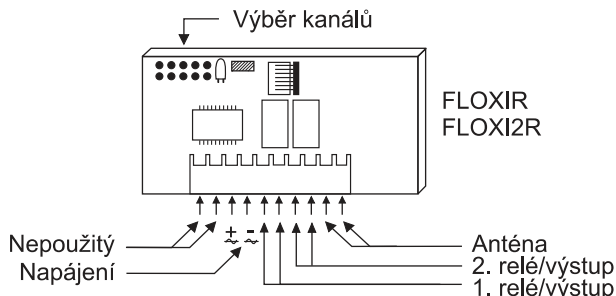 Výběr kanálů
FLOXIR
FLOXI2R
+ -
Nepoužitý
Napájení
Anténa
2. relé/výstup
1. relé/výstup